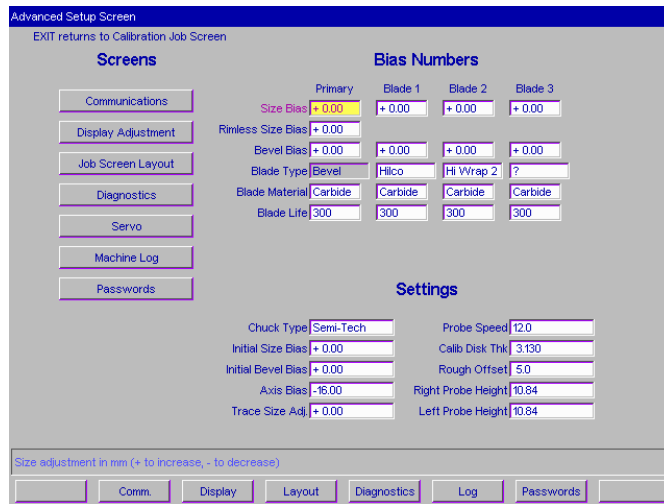 Advanced Setup Screen
EXIT returns to Calibration Job Screen
Screens
Communications
Display Adjustment
Job Screen Layout
Diagnostics
Servo
Machine Log
Passwords
Bias Numbers
Primary Blade 1 Blade 2 Blade 3
Size Bias + 0.00 + 0.00 + 0.00 + 0.00
Rimless Size Bias + 0.00
Bevel Bias + 0.00 + 0.00 + 0.00 + 0.00
Blade Type Bevel Hilco Hi Wrap 2 ?
Blade Material Carbide Carbide Carbide Carbide
Blade Life 300 300 300 300
Settings
Chuck Type Semi-Tech Probe Speed 12.0
Initial Size Bias + 0.00 Calib Disk Thk 3.130
Initial Bevel Bias + 0.00 Rough Offset 5.0
Axis Bias -16.00 Right Probe Height 10.84
Trace Size Adj. + 0.00 Left Probe Height 10.84
Size adjustment in mm (+ to increase, - to decrease)
Comm. Display Layout Diagnostics Log Passwords